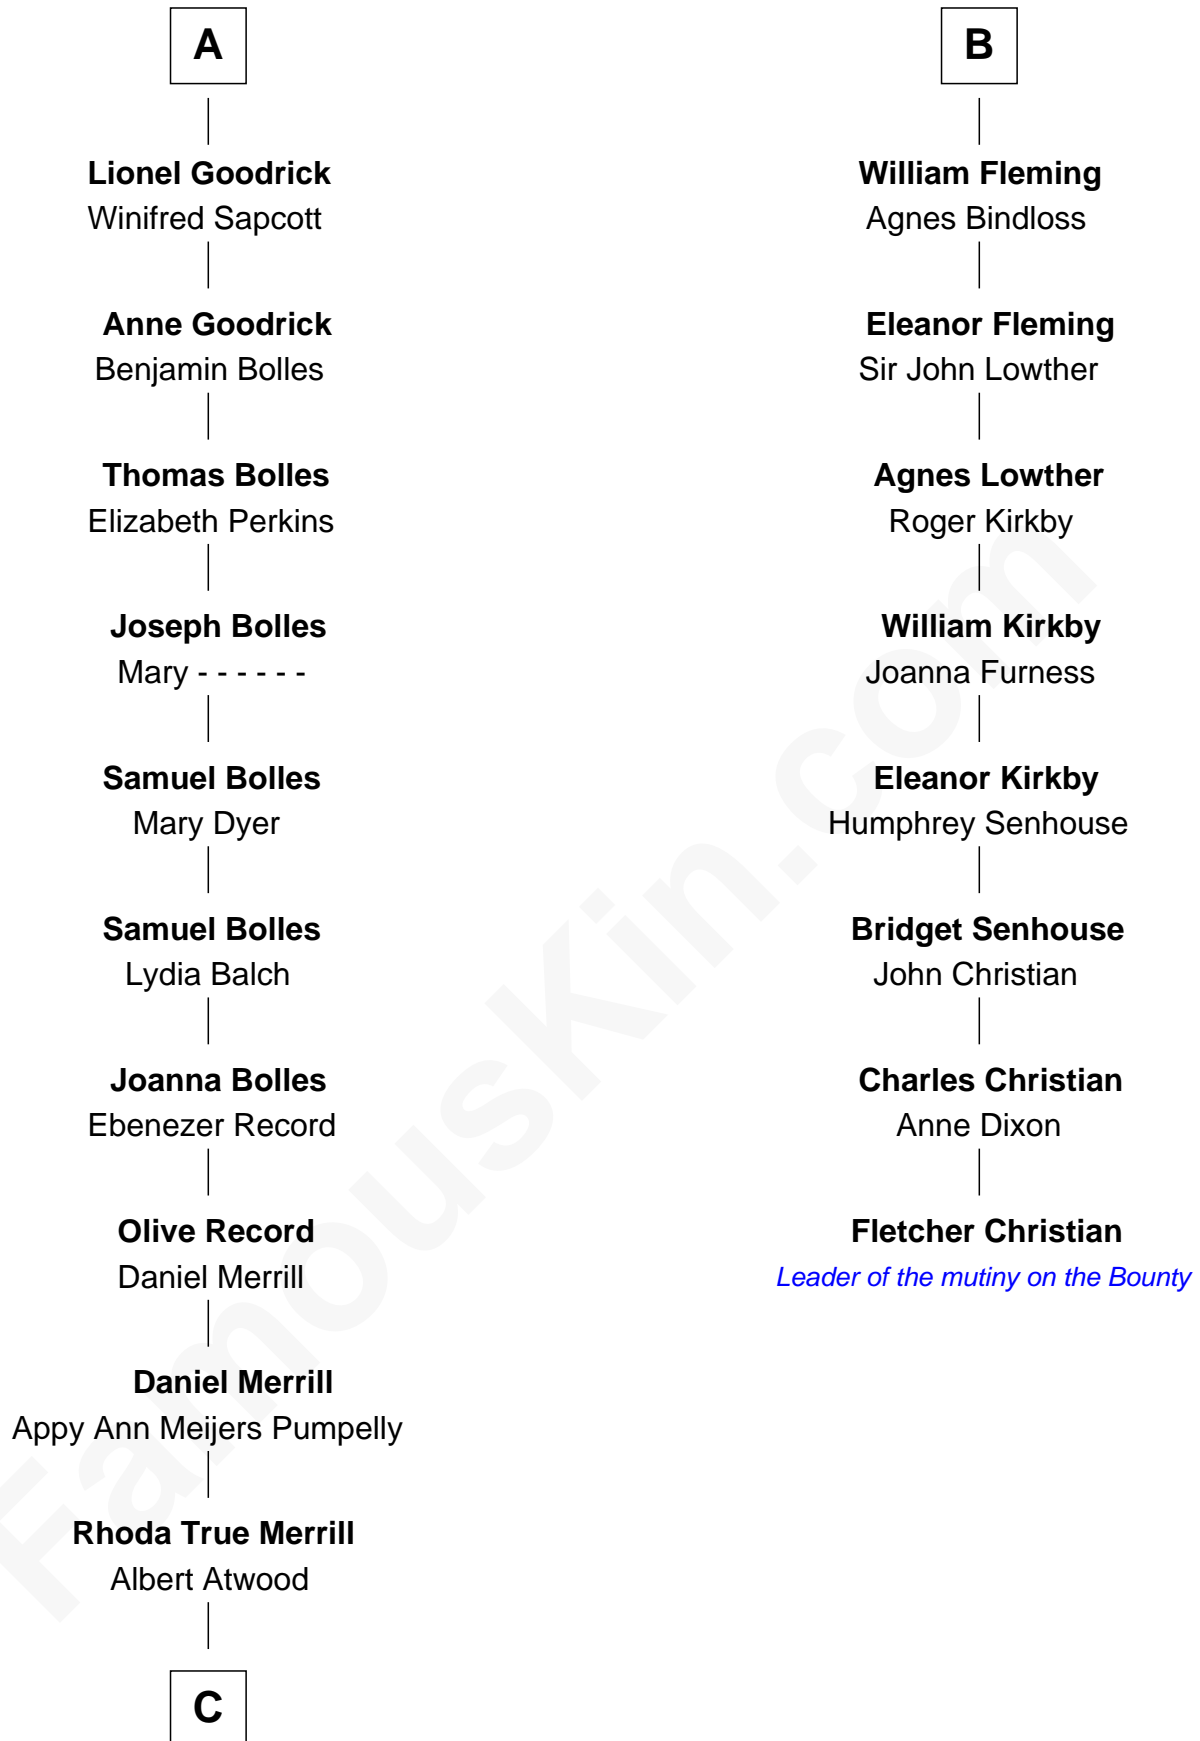 A
Lionel Goodrick
Winifred Sapcott
Anne Goodrick
Benjamin Bolles
Thomas Bolles
Elizabeth Perkins
Joseph Bolles
Mary - - - - - -
Samuel Bolles
Mary Dyer
Samuel Bolles
Lydia Balch
Joanna Bolles
Ebenezer Record
Olive Record
Daniel Merrill
Daniel Merrill
Appy Ann Meijers Pumpelly
Rhoda True Merrill
Albert Atwood
C
B
William Fleming
Agnes Bindloss
Eleanor Fleming
Sir John Lowther
Agnes Lowther
Roger Kirkby
William Kirkby
Joanna Furness
Eleanor Kirkby
Humphrey Senhouse
Bridget Senhouse
John Christian
Charles Christian
Anne Dixon
Fletcher Christian
Leader of the mutiny on the Bounty
FamousKin.com